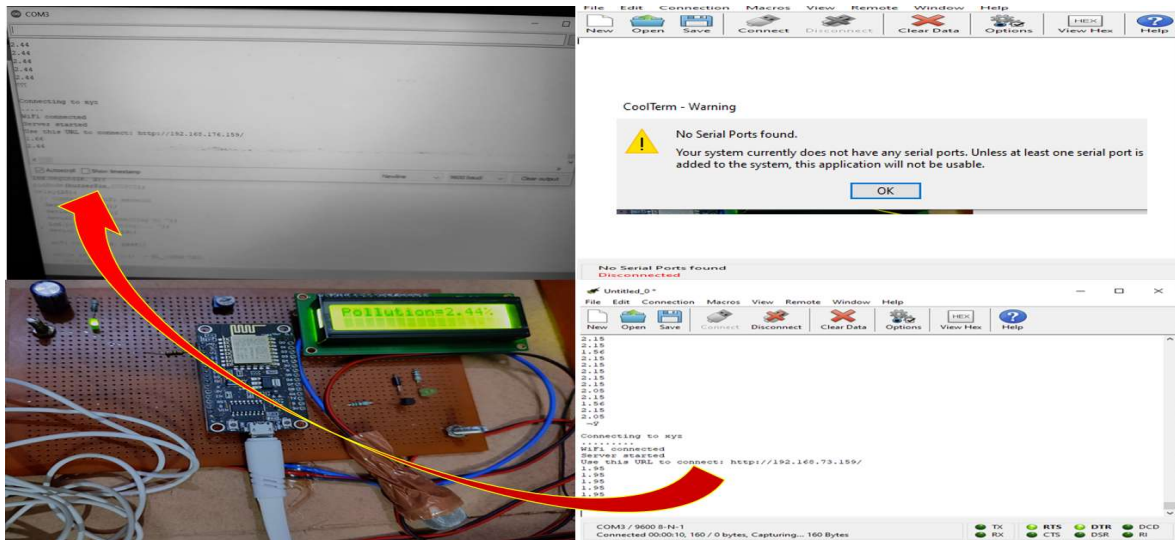 COM3
2.44
2.44
2.44
2.44
2.44
Connecting to xys
.....
WiFi connected
Server started
Use this URL to connect: http://192.168.176.159/
2.44
Autoscroll Show timestamp
Newline 9600 baud Clear output
File Edit Connection Macros View Remote Window Help
New Open Save Connect Disconnect Clear Data Options View Hex Help
HEX
CoolTerm - Warning
No Serial Ports found.
Your system currently does not have any serial ports. Unless at least one serial port is
added to the system, this application will not be usable.
OK
No Serial Ports found
Disconnected
Pollution=2.44%
Untitled_0 *
File Edit Connection Macros View Remote Window Help
New Open Save Connect Disconnect Clear Data Options View Hex Help
HEX
2.15
2.15
1.56
2.15
2.15
2.15
2.15
2.05
2.15
1.56
2.15
2.05
Connecting to xyz
.........
WiFi connected
Server started
Use this URL to connect: http://192.168.73.159/
1.95
1.95
1.95
1.95
1.95
COM3 / 9600 8-N-1
Connected 00:00:10, 160 / 0 bytes, Capturing... 160 Bytes
TX RTS DTR DCD
RX CTS DSR RI